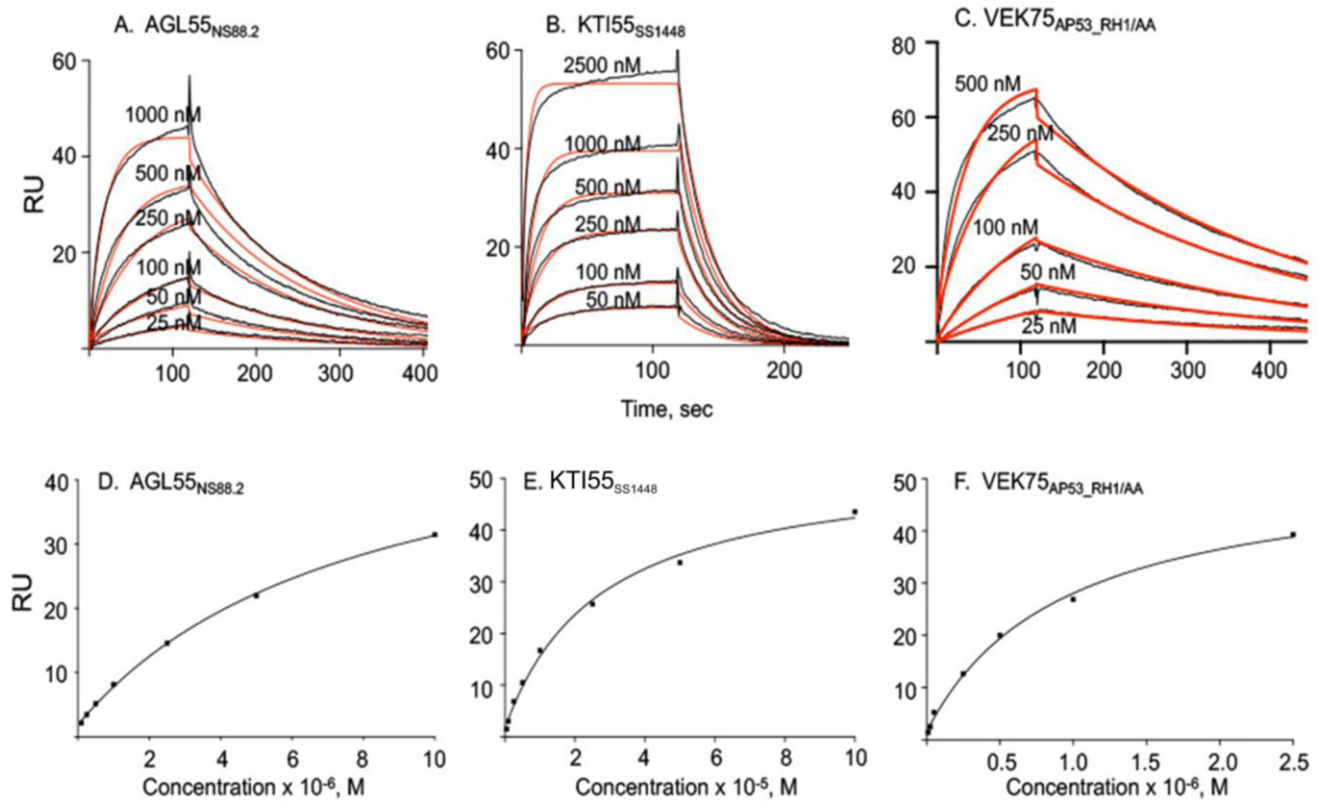 A. AGL55NS88.2
B. KTI55SS1448
C. VEK75AP53_RH1/AA
RU
60
40
20
1000 nM
500 nM
250 nM
100 nM
50 nM
25 nM
100
200
300
400
60
40
20
2500 nM
1000 nM
500 nM
250 nM
100 nM
50 nM
100
200
Time, sec
80
60
40
20
500 nM
250 nM
100 nM
50 nM
25 nM
100
200
300
400
D. AGL55NS88.2
E. KTI55SS1448
F. VEK75AP53_RH1/AA
RU
40
30
20
10
2
4
6
8
10
Concentration x 10-6, M
50
40
30
20
10
2
4
6
8
10
Concentration x 10-5, M
50
40
30
20
10
0.5
1.0
1.5
2.0
2.5
Concentration x 10-6, M